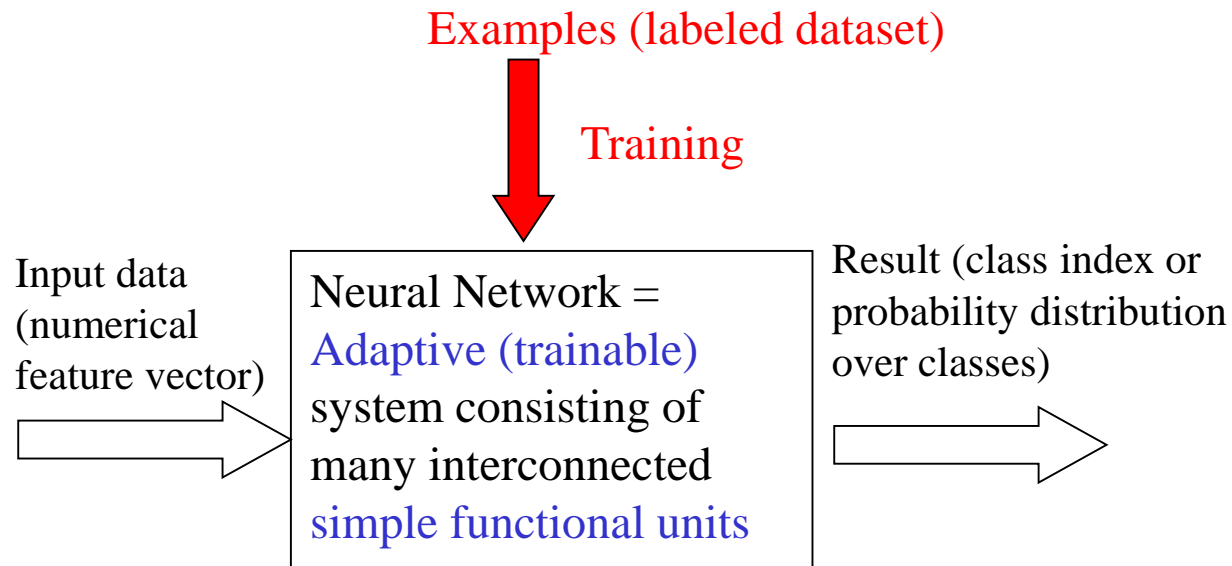 Examples (labeled dataset)
Training
Input data
(numerical
feature vector)
Neural Network =
Adaptive (trainable)
system consisting of
many interconnected
simple functional units
Result (class index or
probability distribution
over classes)